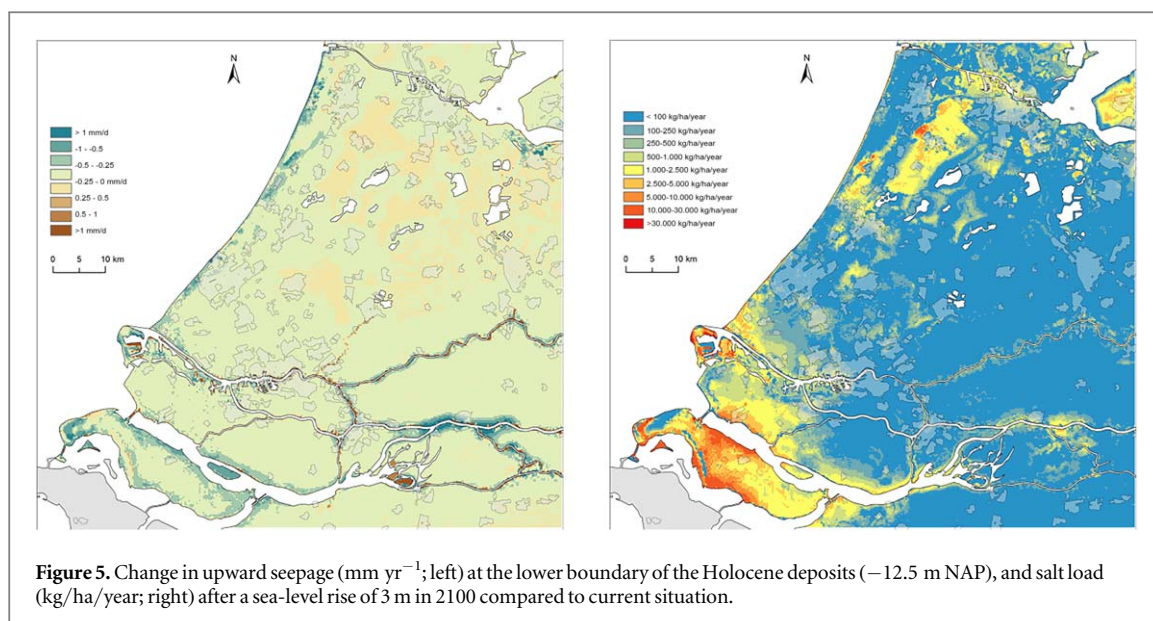 N
> 1 mm/d
-1 - -0.5
-0.5 - -0.25
-0.25 - 0 mm/d
0.25 - 0.5
0.5 - 1
>1 mm/d
0 5 10 km
N
< 100 kg/ha/year
100-250 kg/ha/year
250-500 kg/ha/year
500-1.000 kg/ha/year
1.000-2.500 kg/ha/year
2.500-5.000 kg/ha/year
5.000-10.000 kg/ha/year
10.000-30.000 kg/ha/year
>30.000 kg/ha/year
0 5 10 km
Figure 5. Change in upward seepage (mm yr⁻¹; left) at the lower boundary of the Holocene deposits (−12.5 m NAP), and salt load
(kg/ha/year; right) after a sea-level rise of 3 m in 2100 compared to current situation.